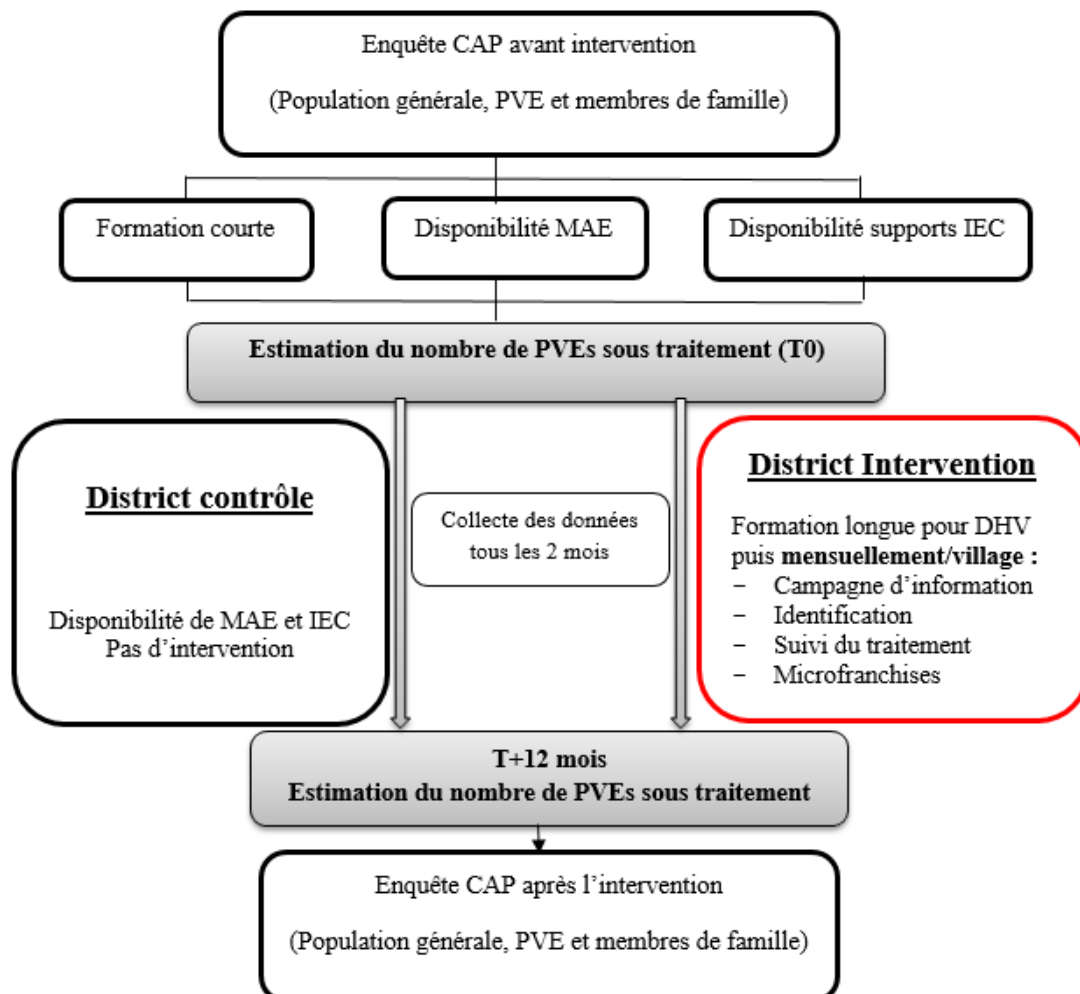 Enquête CAP avant intervention
(Population générale, PVE et membres de famille)
Formation courte
Disponibilité MAE
Disponibilité supports IEC
Estimation du nombre de PVEs sous traitement (T0)
District contrôle
Disponibilité de MAE et IEC
Pas d’intervention
Collecte des données
tous les 2 mois
District Intervention
Formation longue pour DHV
puis mensuellement/village :
− Campagne d’information
− Identification
− Suivi du traitement
− Microfranchises
T+12 mois
Estimation du nombre de PVEs sous traitement
Enquête CAP après l’intervention
(Population générale, PVE et membres de famille)